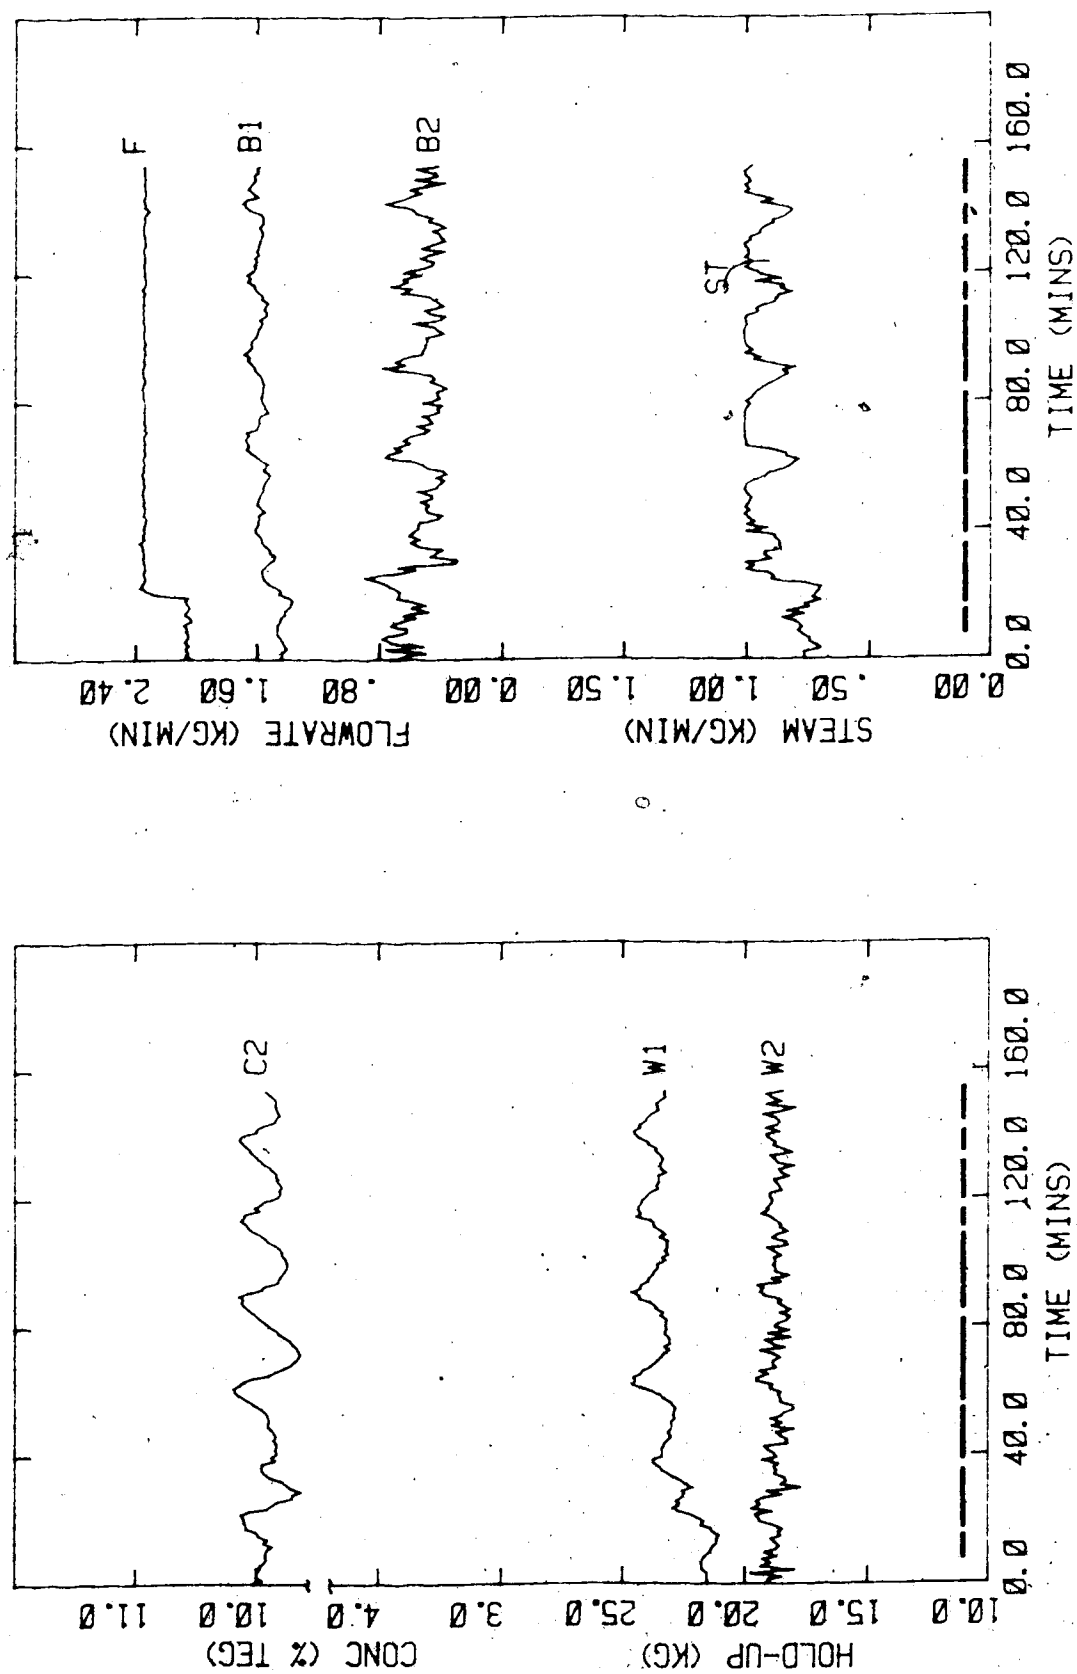 CONC (% TEG)
11.0
10.0
4.0
3.0
C2
HOLD-UP (KG)
25.0
20.0
15.0
10.0
W1
W2
0.0 40.0 80.0 120.0 160.0
TIME (MINS)
FLOWRATE (KG/MIN)
2.40
1.60
.80
0.00
F
B1
B2
STEAM (KG/MIN)
1.50
1.00
.50
0.00
ST
0.0 40.0 80.0 120.0 160.0
TIME (MINS)